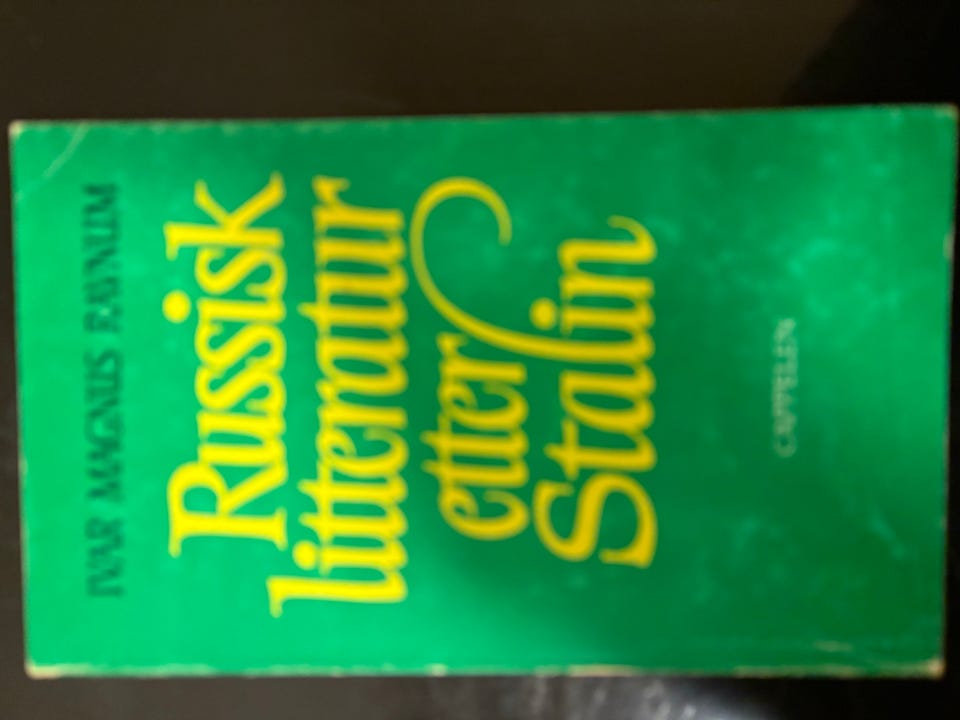 IVAR MAGNUS RAVNUM
Russisk
litteratur
etter
Stalin
CAPPELEN